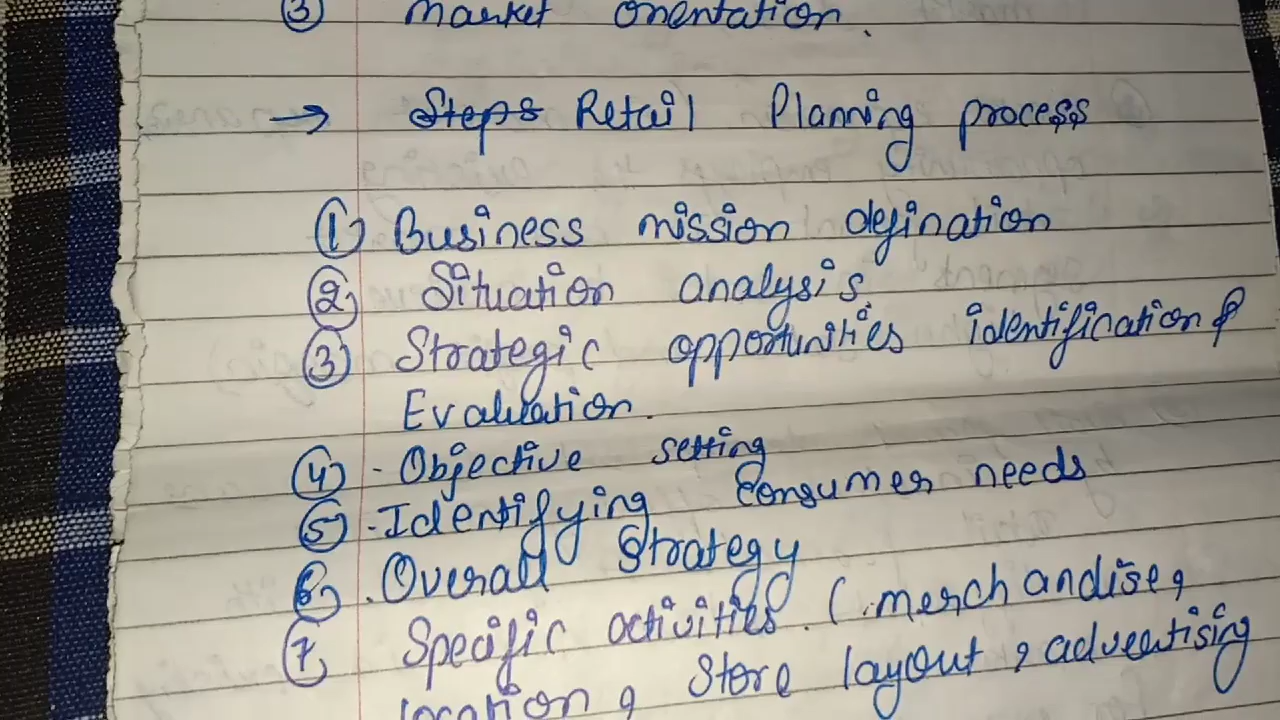 ③ market orientation.
→ Steps Retail Planning process
① Business mission defination
② Situation analysis.
③ Strategic opportunities identification &
Evaluation.
④ . Objective setting
⑤ . Identifying consumer needs
⑥ . Overall Strategy
⑦ Specific activities. (merchandise,
location, store layout, advertising